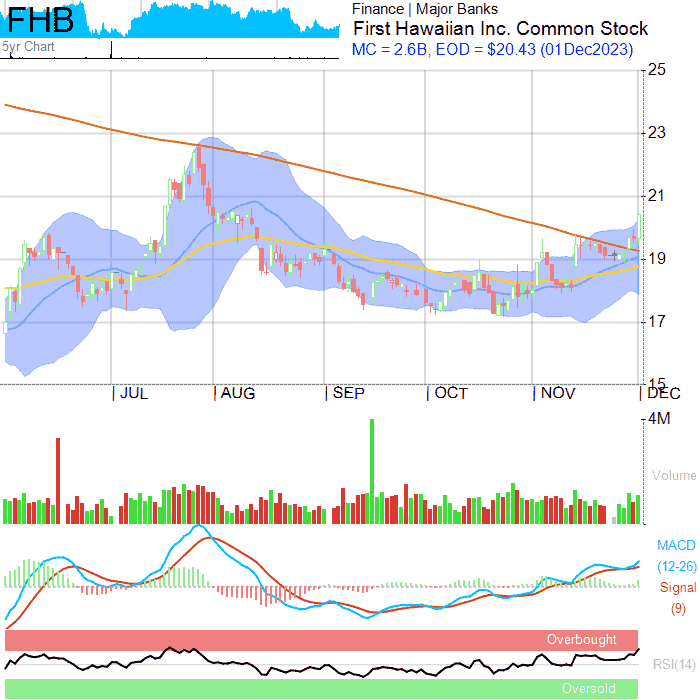 FHB
5yr Chart
Finance | Major Banks
First Hawaiian Inc. Common Stock
MC = 2.6B, EOD = $20.43 (01Dec2023)
25
23
21
19
17
15
| JUL | AUG | SEP | OCT | NOV | DEC
4M
Volume
MACD
(12-26)
Signal
(9)
Overbought
RSI(14)
Oversold